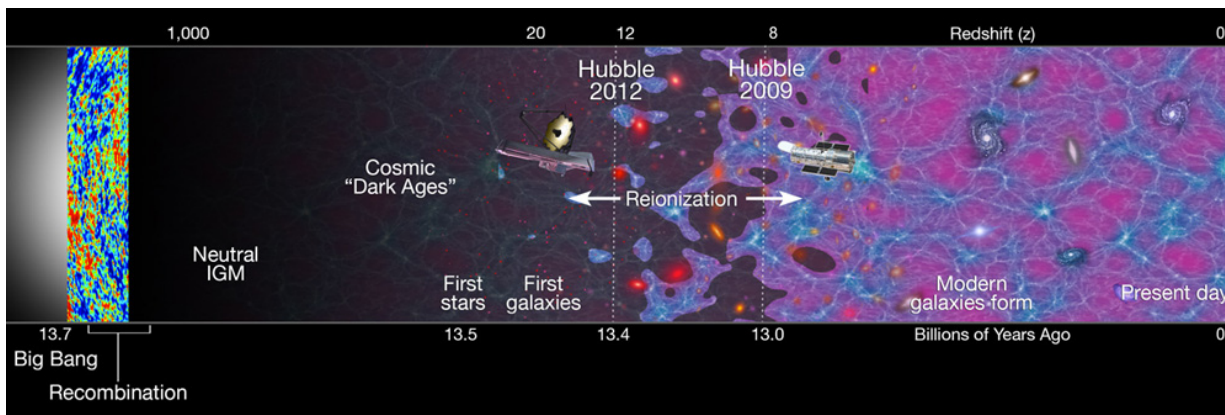 1,000 20 12 8 Redshift (z) 0
Hubble
2012
Hubble
2009
Cosmic
"Dark Ages"
Reionization
Neutral
IGM
First
stars
First
galaxies
Modern
galaxies form
Present day
13.7 13.5 13.4 13.0 Billions of Years Ago 0
Big Bang
Recombination